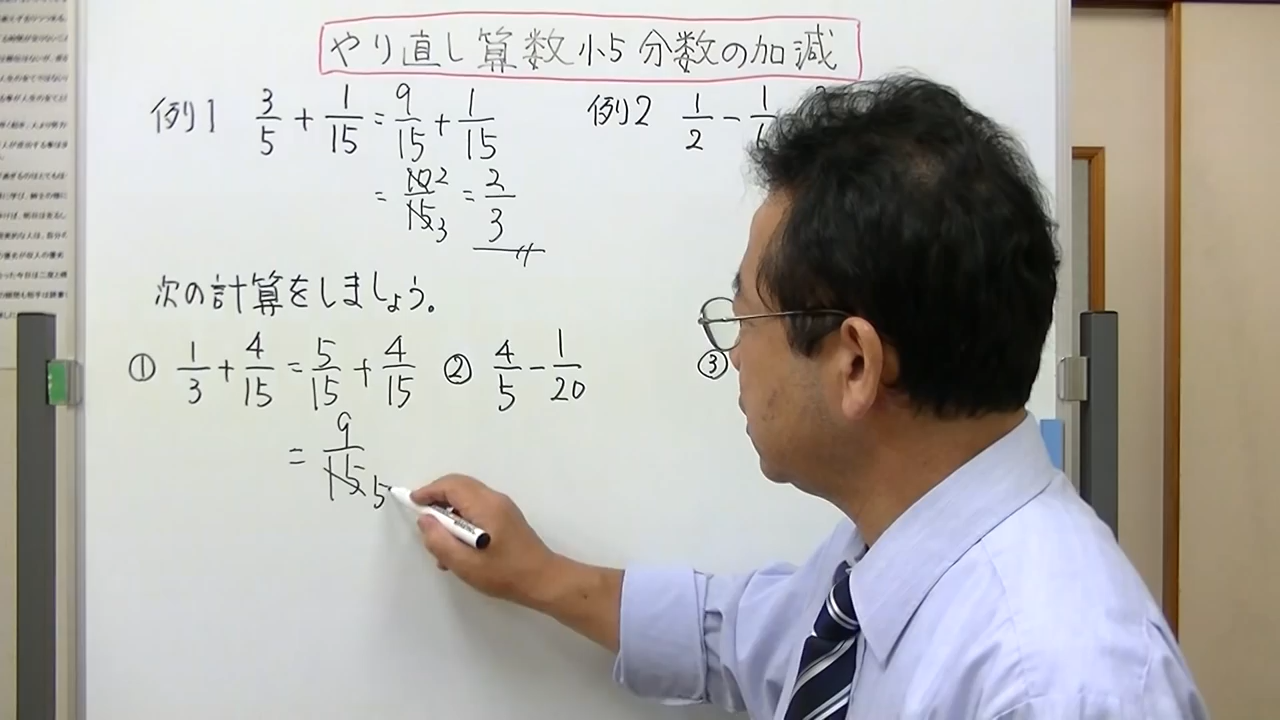 やり直し算数小5分数の加減
例1 3/5 + 1/15 = 9/15 + 1/15
= 10/15 2/3 = 2/3
例2 1/2 - 1/
次の計算をしましょう。
① 1/3 + 4/15 = 5/15 + 4/15
= 9/15 5
② 4/5 - 1/20
③